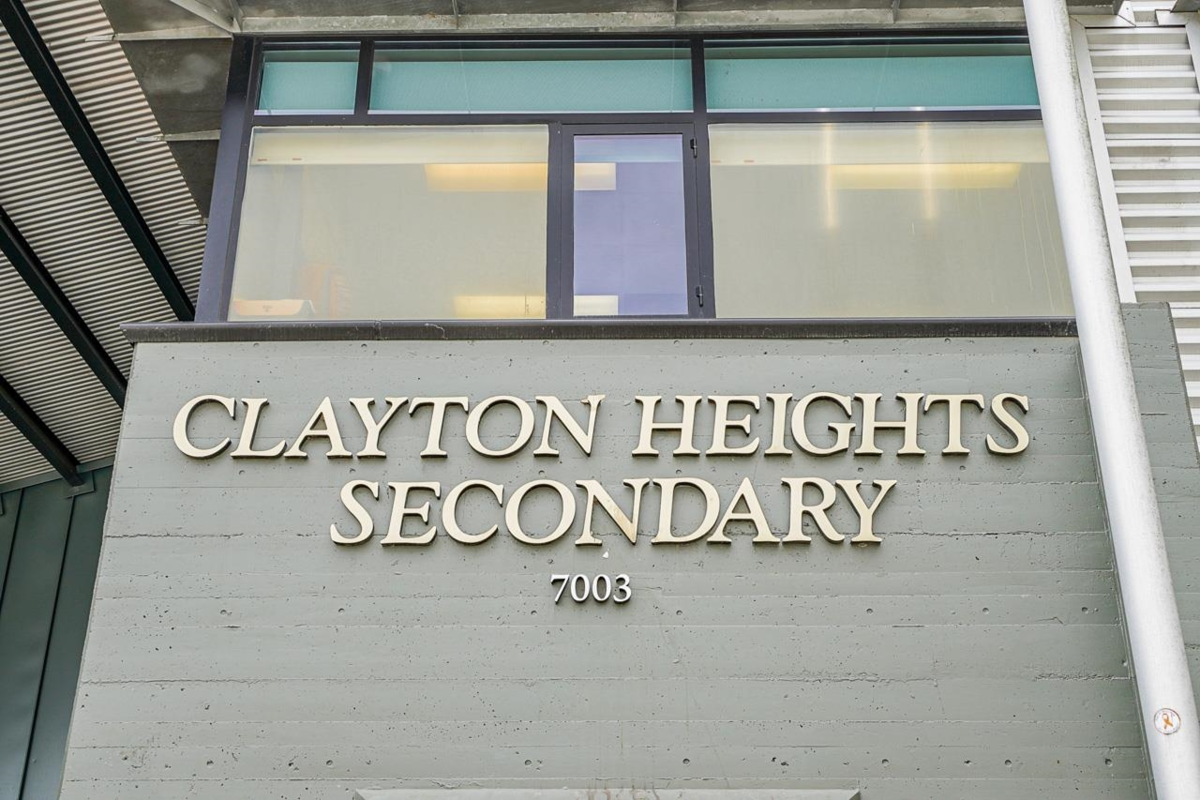 CLAYTON HEIGHTS
SECONDARY
7003